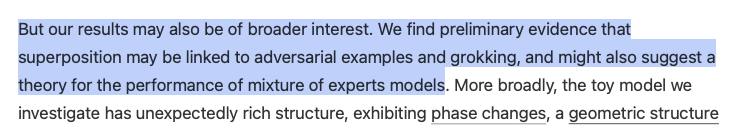 But our results may also be of broader interest. We find preliminary evidence that
superposition may be linked to adversarial examples and grokking, and might also suggest a
theory for the performance of mixture of experts models. More broadly, the toy model we
investigate has unexpectedly rich structure, exhibiting phase changes, a geometric structure